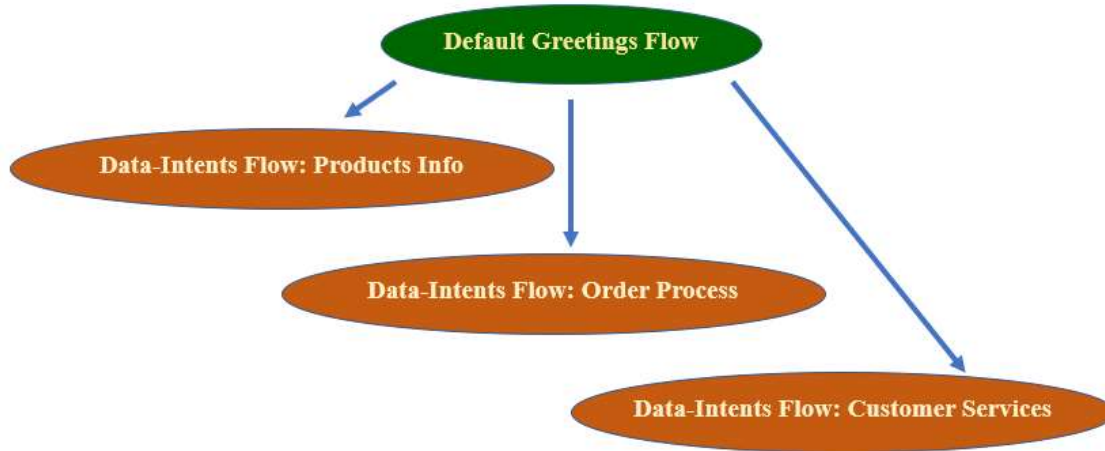 Default Greetings Flow
Data-Intents Flow: Products Info
Data-Intents Flow: Order Process
Data-Intents Flow: Customer Services